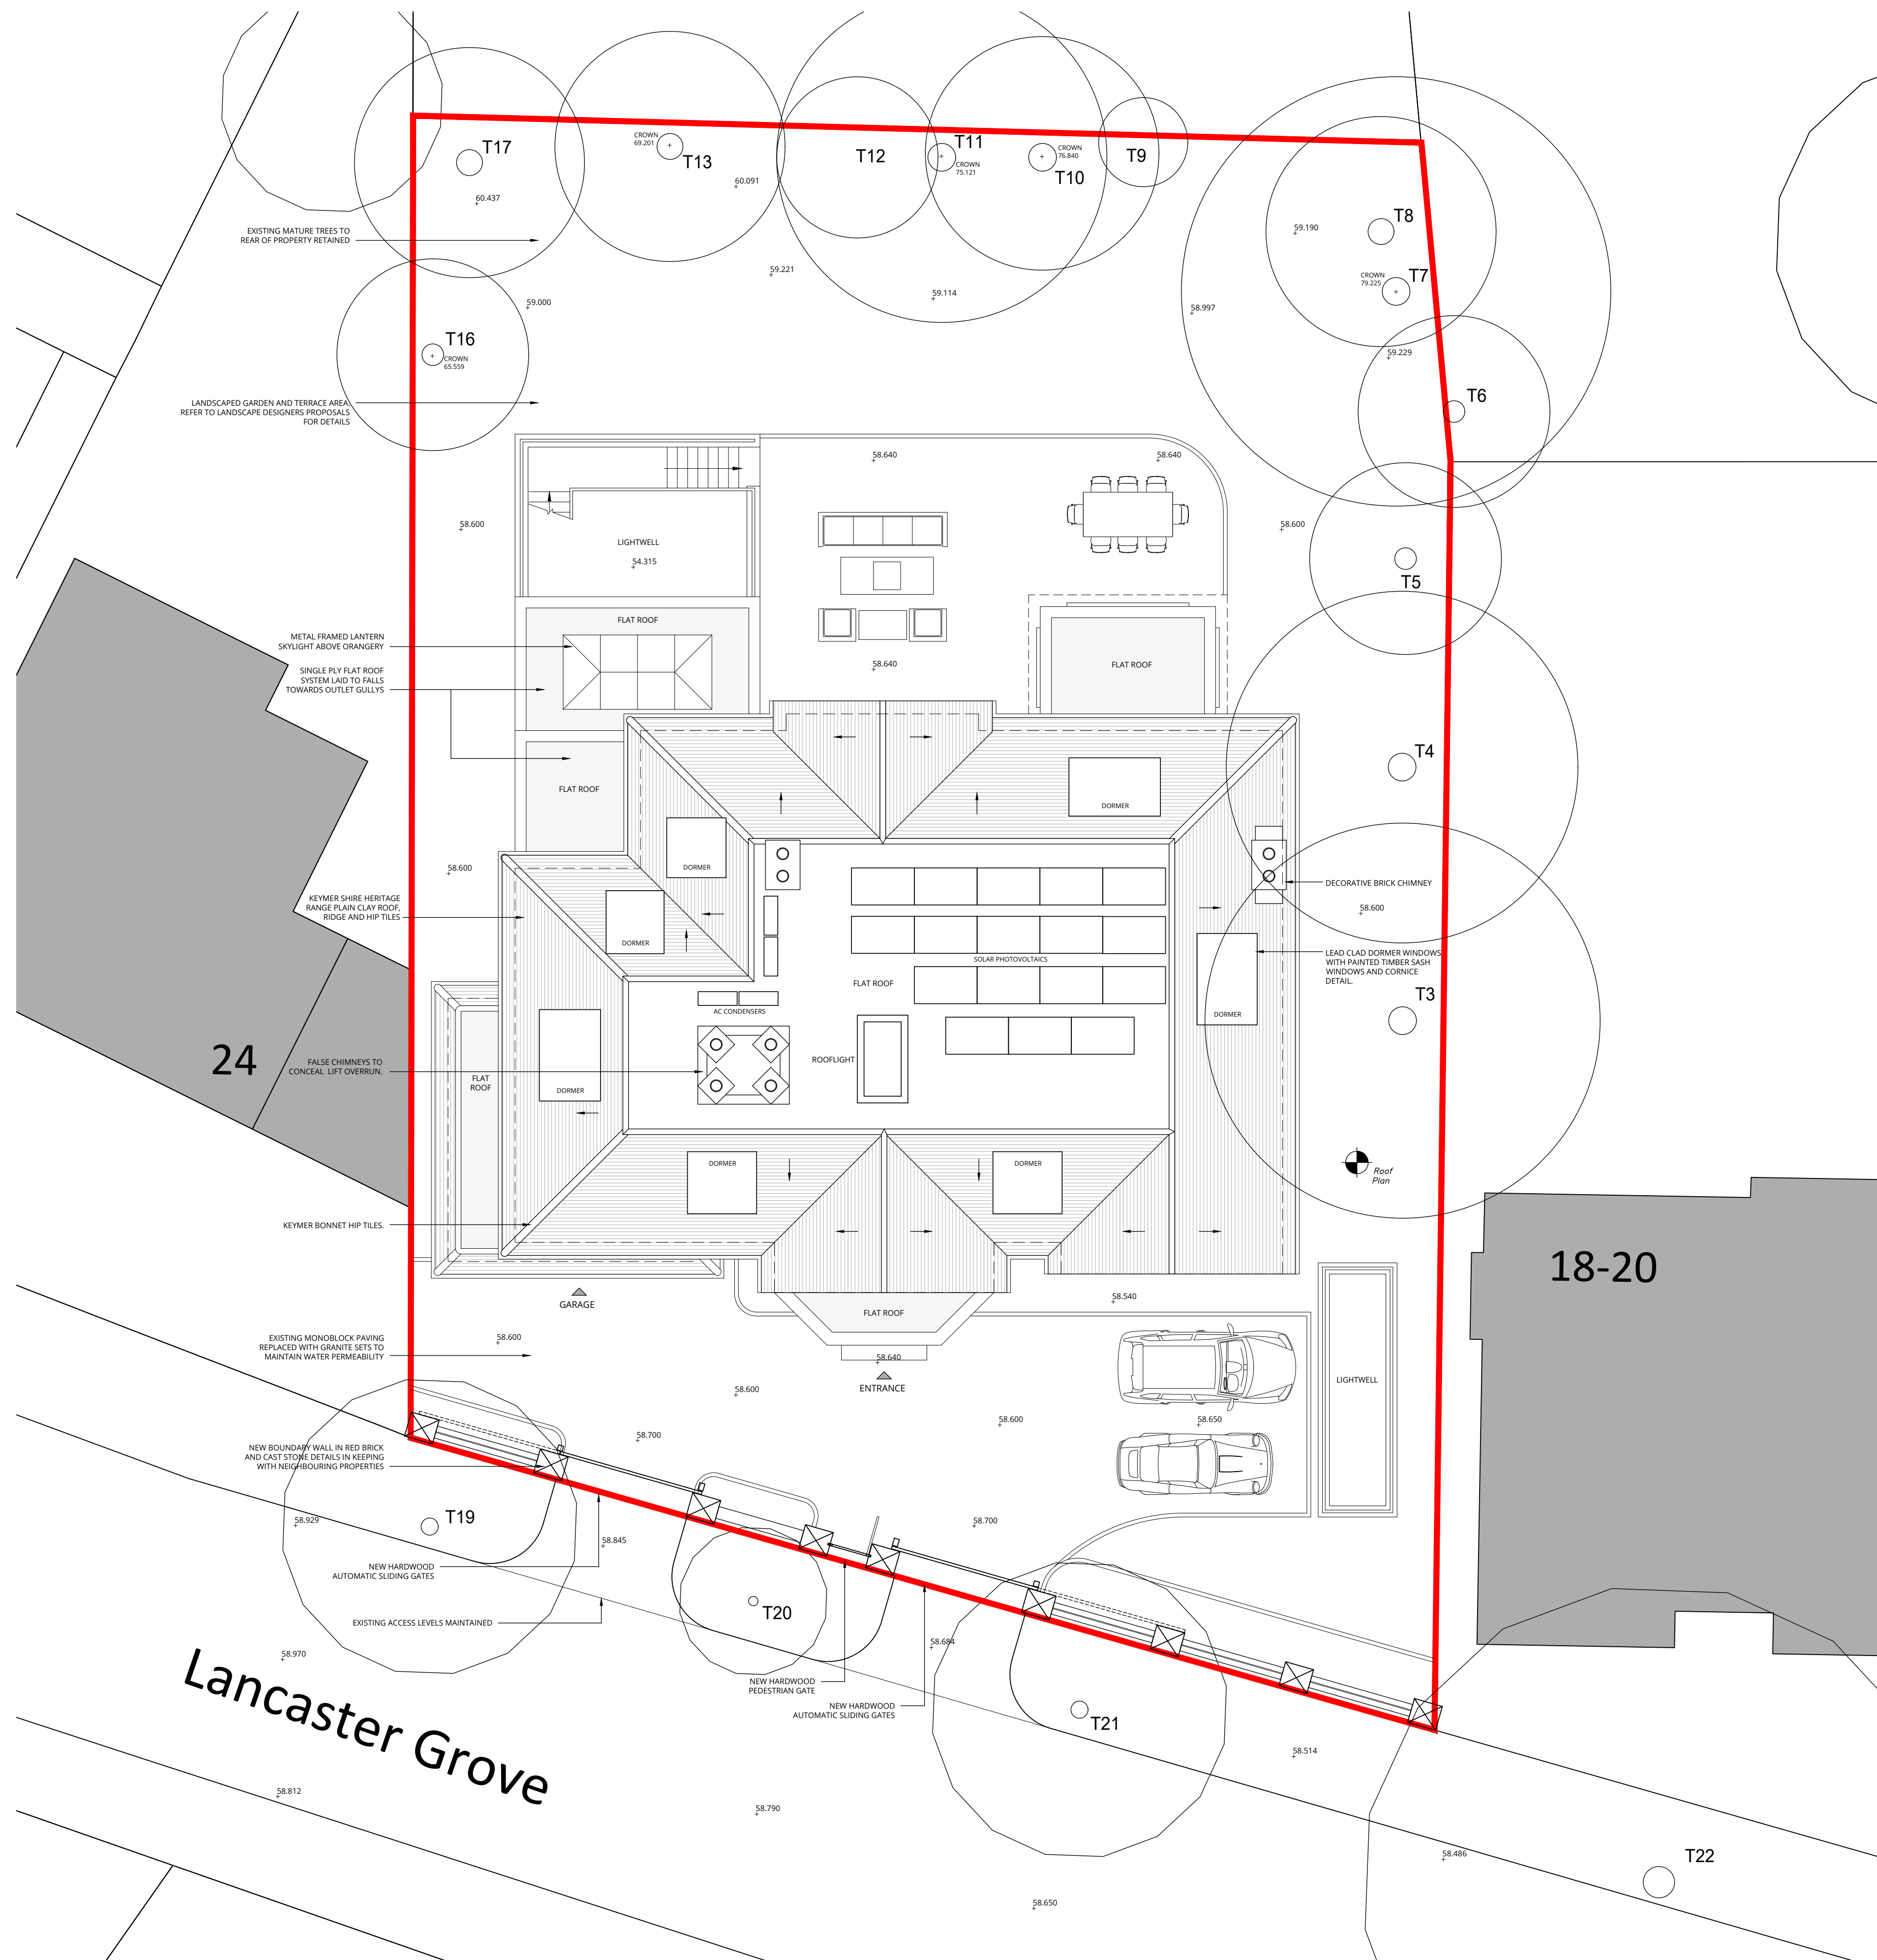 T17
CROWN
69.201
T13
60.437
60.091
T12
T11
CROWN
75.121
CROWN
76.840
T10
T9
T8
59.190
CROWN
79.225
T7
EXISTING MATURE TREES TO
REAR OF PROPERTY RETAINED
59.000
59.221
59.114
58.997
59.229
T16
CROWN
65.559
T6
LANDSCAPED GARDEN AND TERRACE AREA.
REFER TO LANDSCAPE DESIGNERS PROPOSALS
FOR DETAILS
58.640
58.640
58.600
58.600
LIGHTWELL
54.315
T5
FLAT ROOF
METAL FRAMED LANTERN
SKYLIGHT ABOVE ORANGERY
SINGLE PLY FLAT ROOF
SYSTEM LAID TO FALLS
TOWARDS OUTLET GULLYS
58.640
FLAT ROOF
T4
FLAT ROOF
DORMER
58.600
DORMER
DECORATIVE BRICK CHIMNEY
58.600
KEYMER SHIRE HERITAGE
RANGE PLAIN CLAY ROOF,
RIDGE AND HIP TILES
DORMER
SOLAR PHOTOVOLTAICS
LEAD CLAD DORMER WINDOWS
WITH PAINTED TIMBER SASH
WINDOWS AND CORNICE
DETAIL.
FLAT ROOF
T3
AC CONDENSERS
DORMER
24
FALSE CHIMNEYS TO
CONCEAL LIFT OVERRUN.
ROOFLIGHT
FLAT
ROOF
DORMER
DORMER
DORMER
Roof
Plan
KEYMER BONNET HIP TILES.
18-20
GARAGE
FLAT ROOF
58.540
EXISTING MONOBLOCK PAVING
REPLACED WITH GRANITE SETS TO
MAINTAIN WATER PERMEABILITY
58.600
58.640
ENTRANCE
58.600
58.600
58.650
LIGHTWELL
58.700
NEW BOUNDARY WALL IN RED BRICK
AND CAST STONE DETAILS IN KEEPING
WITH NEIGHBOURING PROPERTIES
T19
58.929
58.845
58.700
NEW HARDWOOD
AUTOMATIC SLIDING GATES
T20
EXISTING ACCESS LEVELS MAINTAINED
58.684
58.970
NEW HARDWOOD
PEDESTRIAN GATE
NEW HARDWOOD
AUTOMATIC SLIDING GATES
T21
Lancaster Grove
58.514
58.812
58.790
58.486
T22
58.650